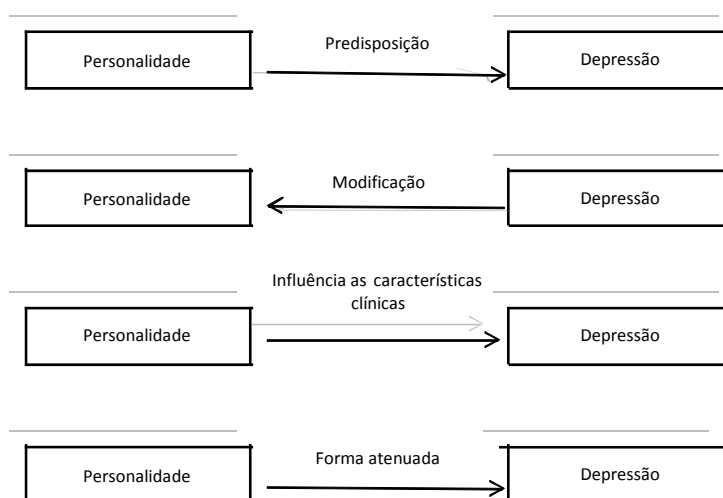 Personalidade
Predisposição
Depressão
Personalidade
Modificação
Depressão
Influência as características
clínicas
Personalidade
Depressão
Personalidade
Forma atenuada
Depressão